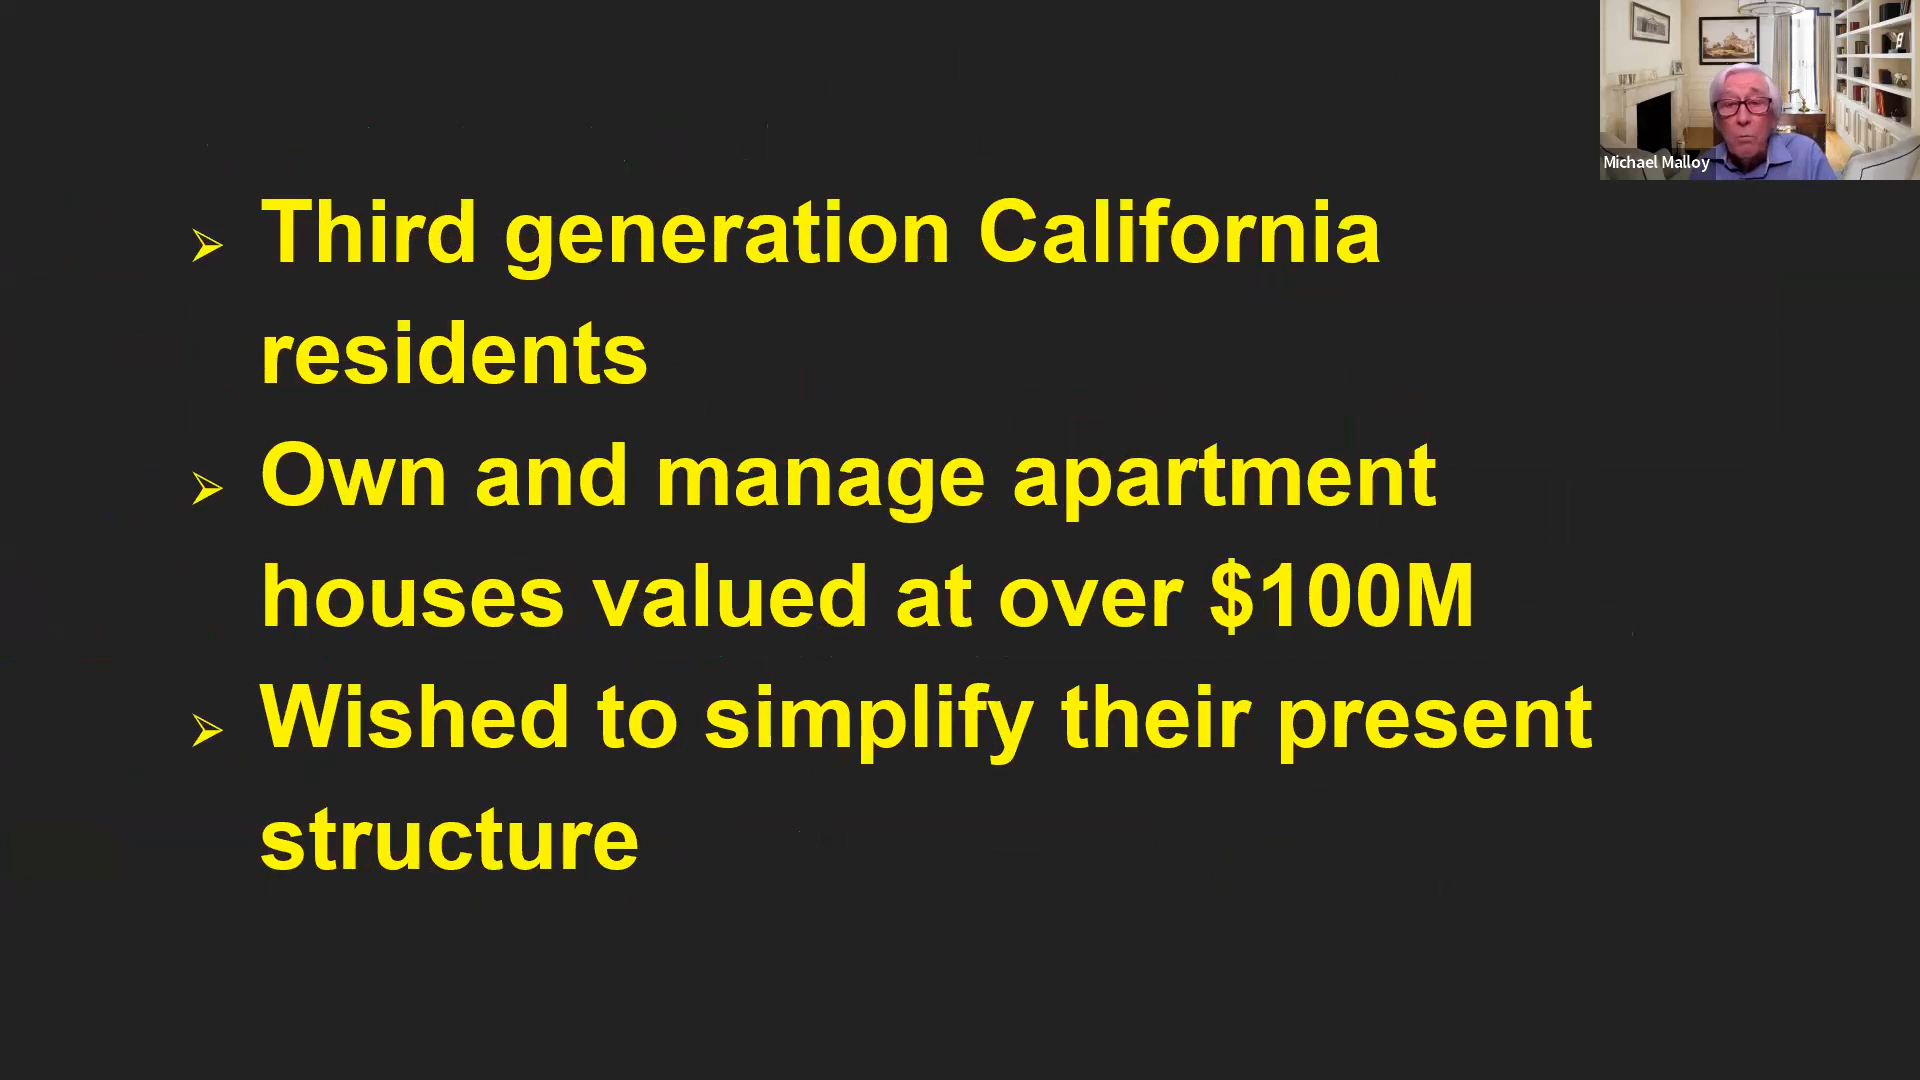 Michael Malloy
➢ Third generation California
residents
➢ Own and manage apartment
houses valued at over $100M
➢ Wished to simplify their present
structure